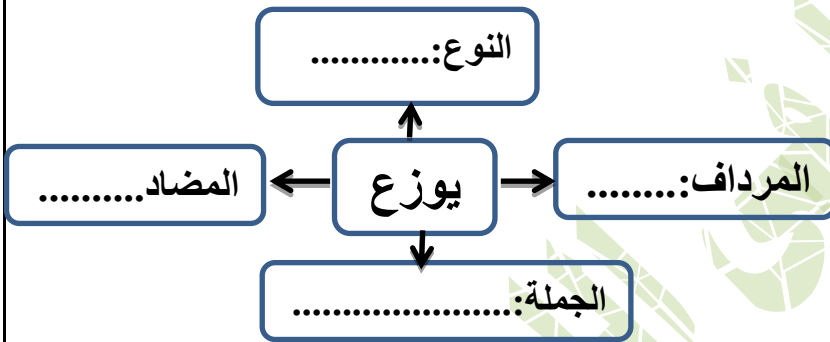 النوع:............
المرداف:........
يوزع
المضاد..........
الجملة:......................